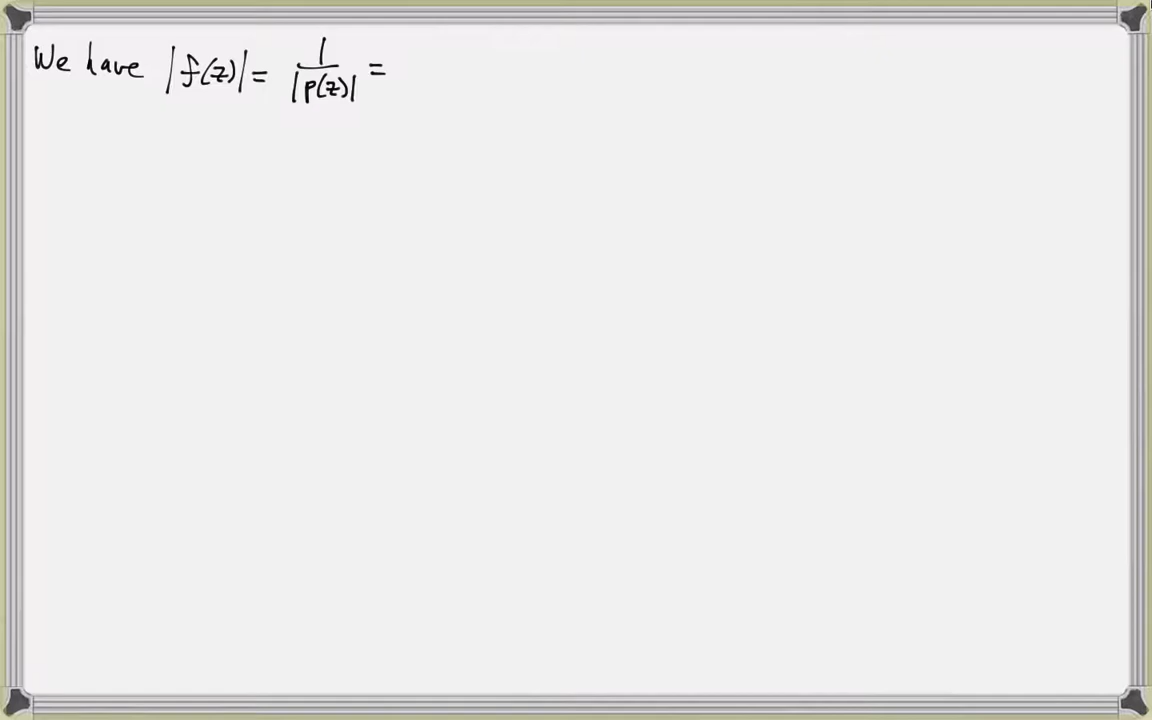 We have |f(z)| = 1/|p(z)| =